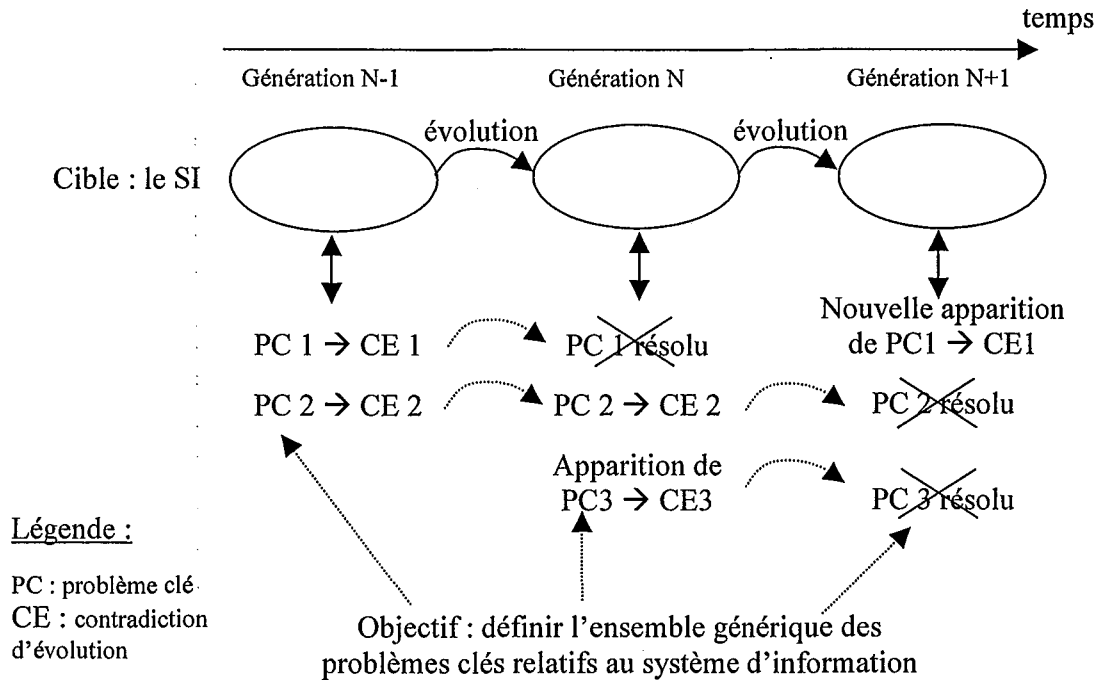 temps
Génération N-1 Génération N Génération N+1
évolution évolution
Cible : le SI
Nouvelle apparition
PC 1 → CE 1 PC 1 résolu de PC1 → CE1
PC 2 → CE 2 PC 2 → CE 2 PC 2 résolu
Apparition de
PC3 → CE3 PC 3 résolu
Légende :
PC : problème clé
CE : contradiction
d'évolution
Objectif : définir l'ensemble générique des
problèmes clés relatifs au système d'information